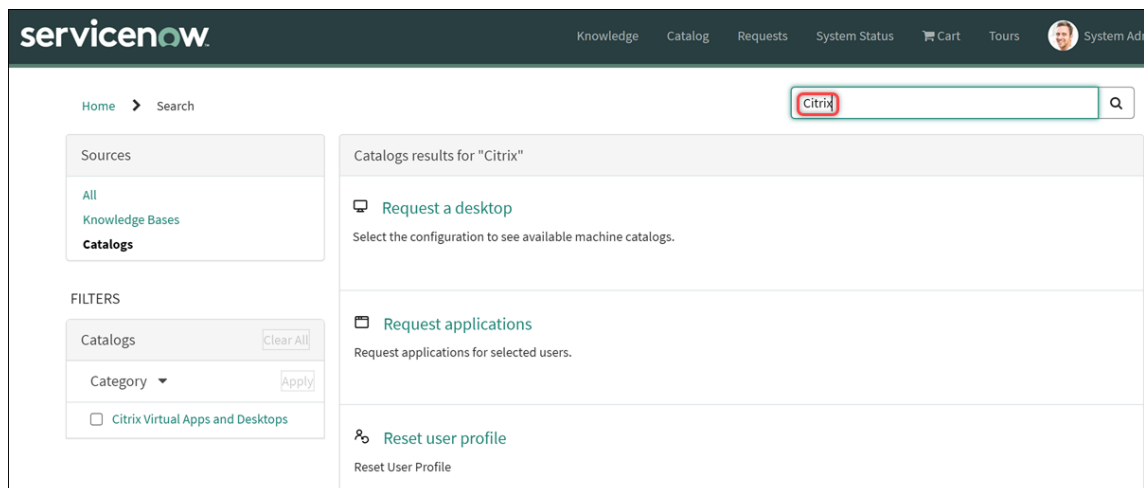 servicenow
Knowledge Catalog Requests System Status Cart Tours System Adr
Home Search
Citrix
Sources
All
Knowledge Bases
Catalogs
FILTERS
Catalogs Clear All
Category Apply
Citrix Virtual Apps and Desktops
Catalogs results for "Citrix"
Request a desktop
Select the configuration to see available machine catalogs.
Request applications
Request applications for selected users.
Reset user profile
Reset User Profile